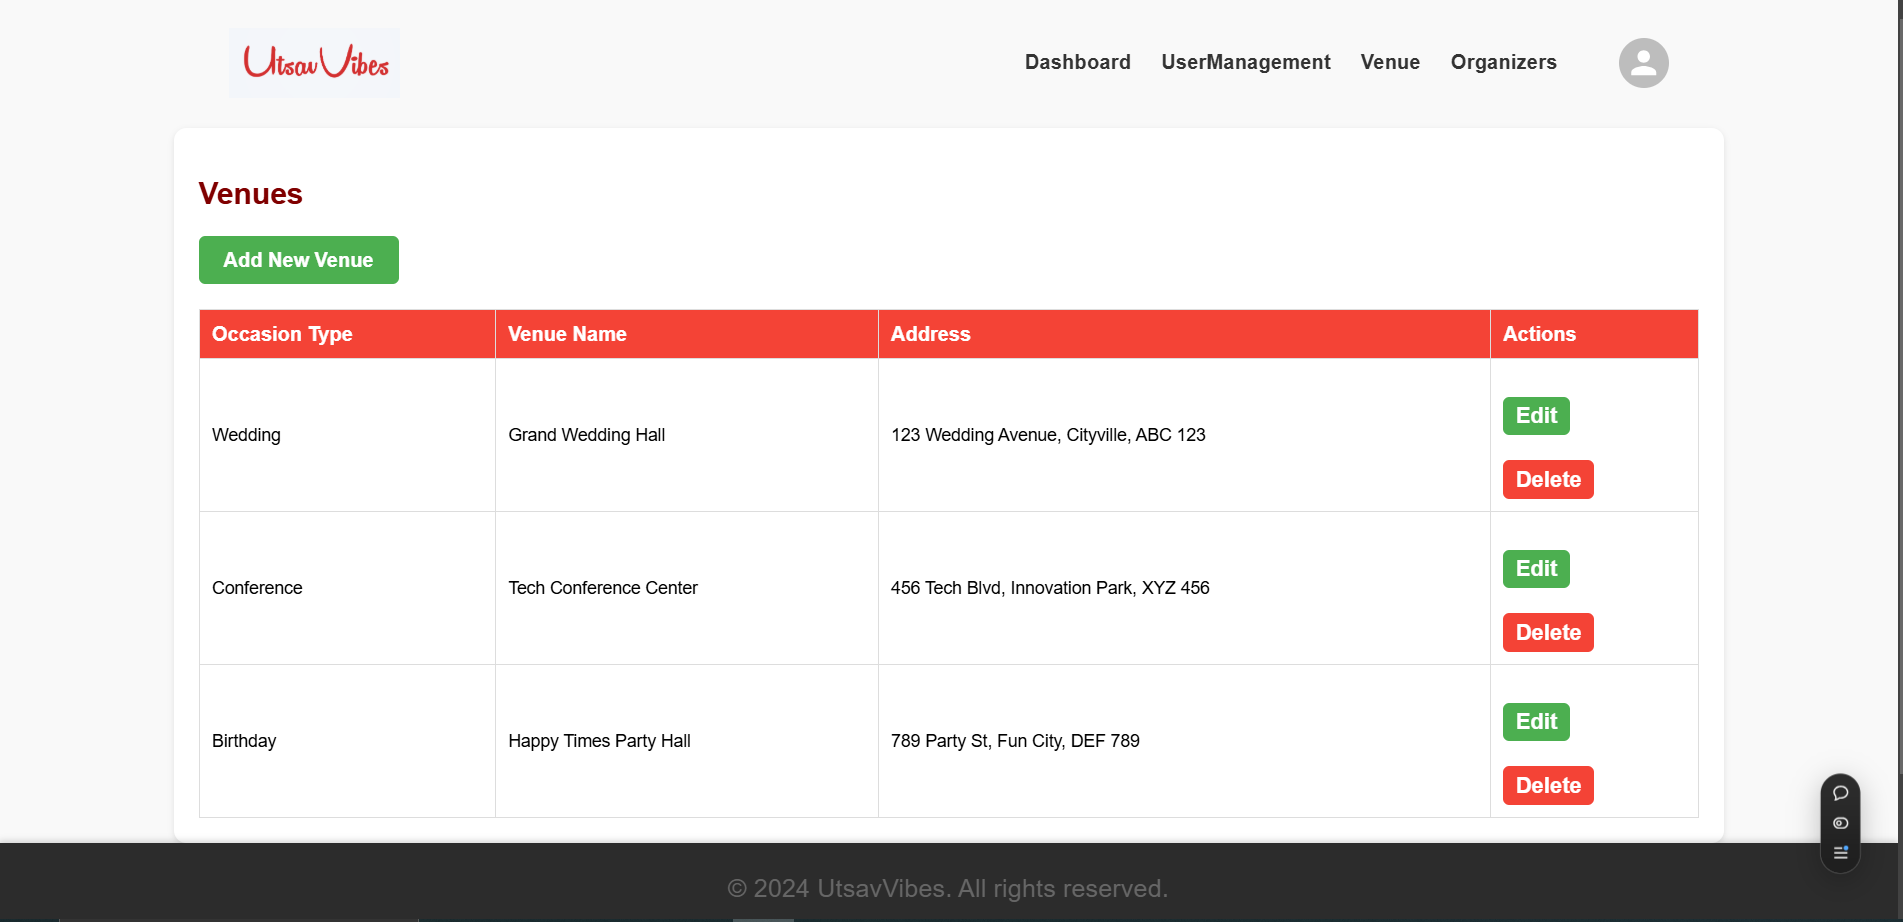 UtsavVibes
Dashboard UserManagement Venue Organizers
Venues
Add New Venue
Occasion Type Venue Name Address Actions
Wedding Grand Wedding Hall 123 Wedding Avenue, Cityville, ABC 123
Edit
Delete
Conference Tech Conference Center 456 Tech Blvd, Innovation Park, XYZ 456
Edit
Delete
Birthday Happy Times Party Hall 789 Party St, Fun City, DEF 789
Edit
Delete
© 2024 UtsavVibes. All rights reserved.